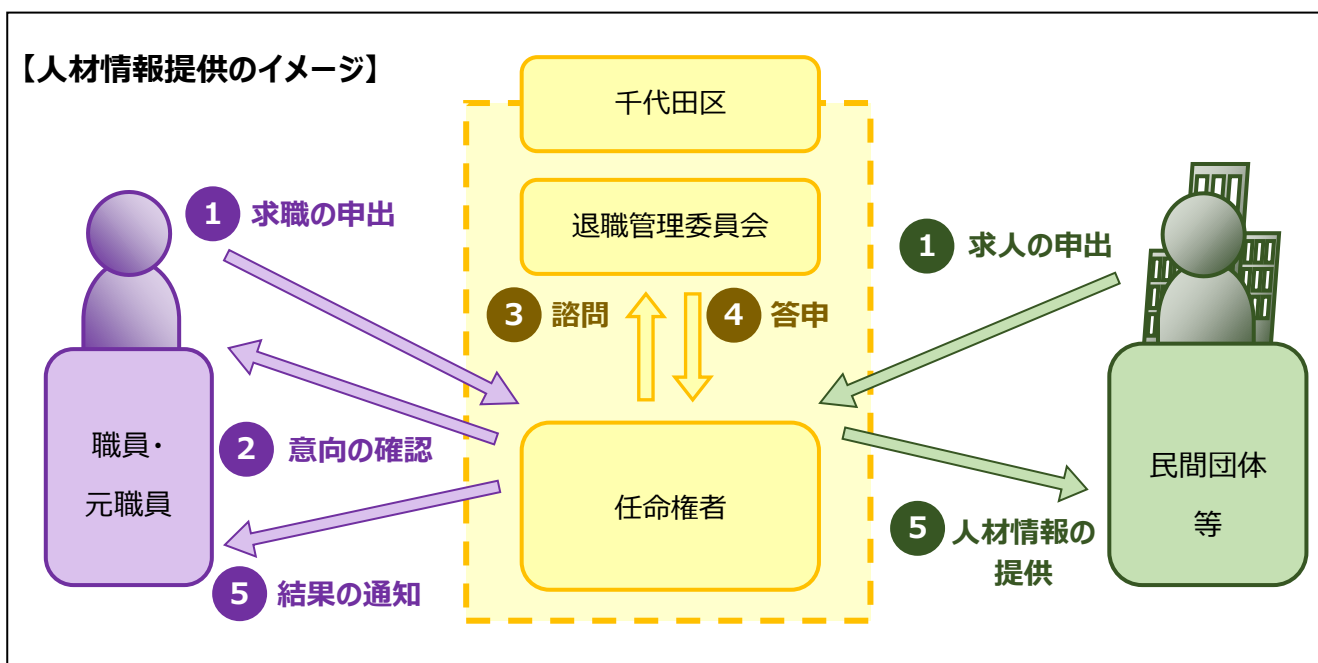 【人材情報提供のイメージ】
千代田区
退職管理委員会
1 求職の申出
1 求人の申出
3 諮問
4 答申
職員・
元職員
2 意向の確認
任命権者
民間団体
等
5 人材情報の
提供
5 結果の通知